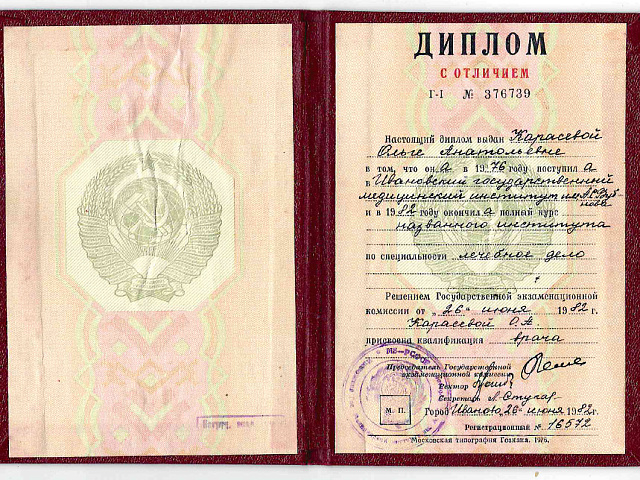 ДИПЛОМ
С ОТЛИЧИЕМ
Г-I № 376739
Настоящий диплом выдан Карасевой
Ольге Анатольевне
в том, что она в 1976 году поступила
в Ивановский государственный
медицинский институт им.
и в 1982 году окончила полный курс
названного института
по специальности лечебное дело
Решением Государственной экзаменационной
комиссии от „26“ июня 1982 г.
Карасевой О.А
присвоена квалификация врача
Председатель Государственной
экзаменационной комиссии
Ректор
Секретарь
М. П.
Город Иваново, „26“ июня 1982 г.
Регистрационный № 16572
Московская типография Гознака. 1976.